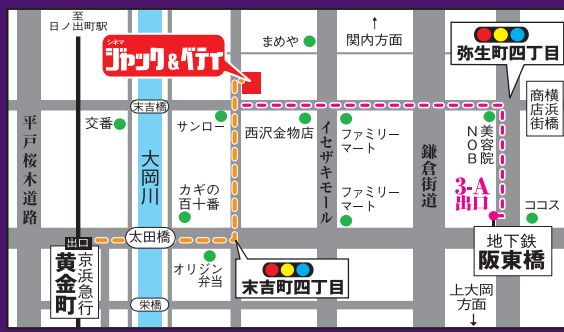 至
日ノ出町駅
シネマ
ジャック&ベティ
まめや
↑
関内方面
弥生町四丁目
横浜橋
商店街
末吉橋
交番
サンロー
西沢金物店
ファミリー
マート
美容院
NOB
平戸桜木道路
大岡川
イセザキモール
鎌倉街道
カギの
百十番
ファミリー
マート
3-A
出口
ココス
出口
太田橋
京浜急行
黄金町
オリジン
弁当
末吉町四丁目
地下鉄
阪東橋
栄橋
上大岡
方面
↓